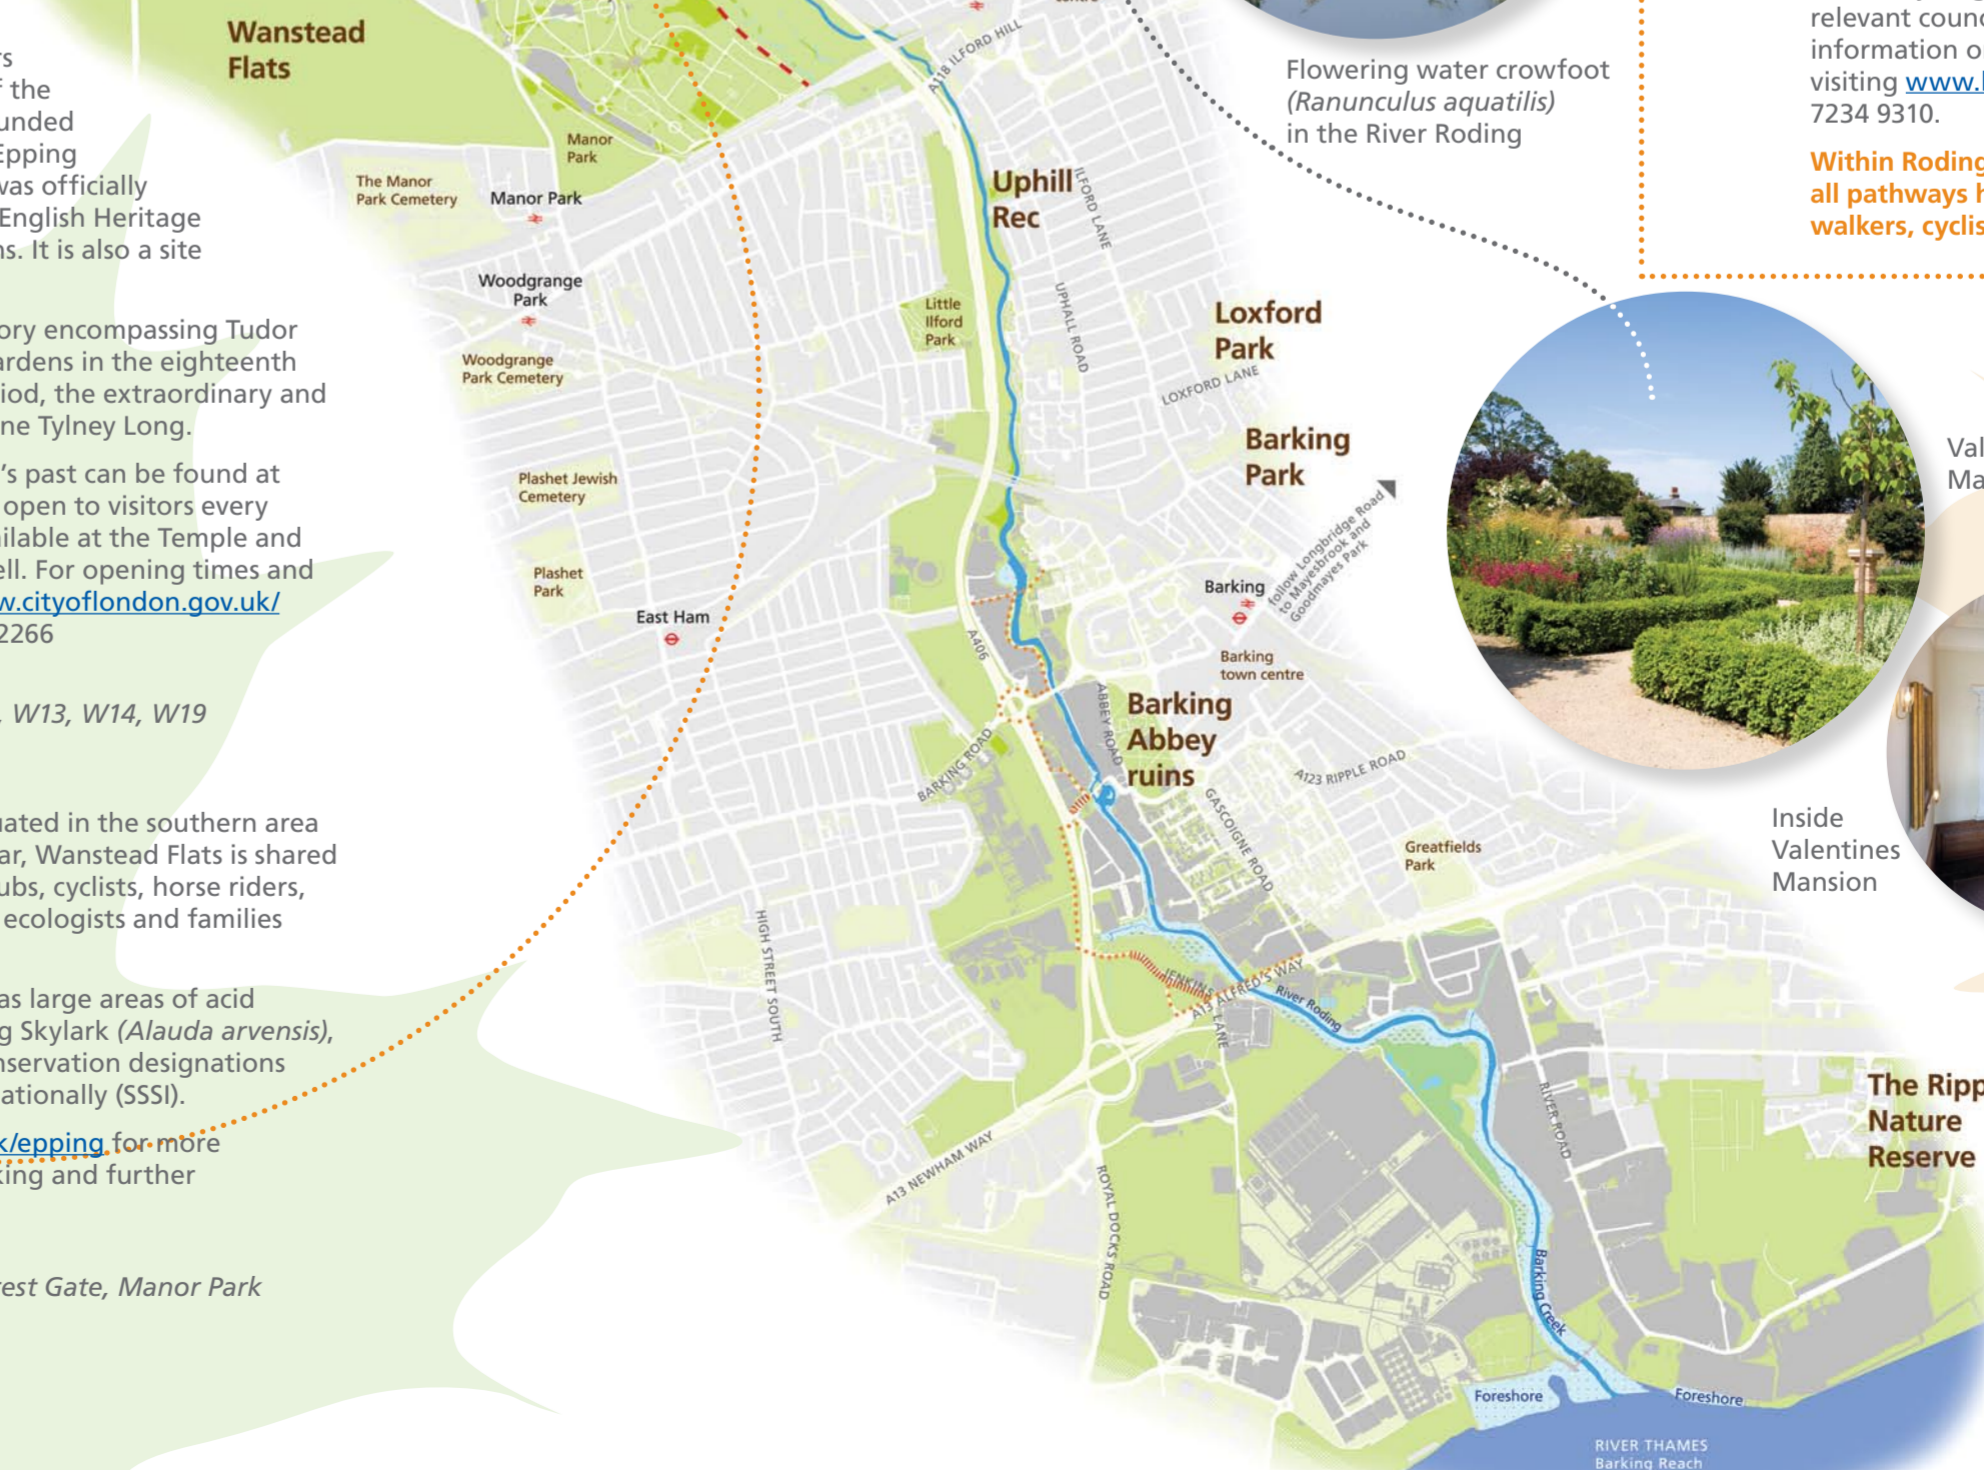 rs
f the
unded
Epping
was officially
English Heritage
ns. It is also a site
ory encompassing Tudor
ardens in the eighteenth
iod, the extraordinary and
ne Tylney Long.
's past can be found at
open to visitors every
ailable at the Temple and
ell. For opening times and
w.cityoflondon.gov.uk/
2266
, W13, W14, W19
uated in the southern area
ar, Wanstead Flats is shared
ubs, cyclists, horse riders,
ecologists and families
as large areas of acid
g Skylark (Alauda arvensis),
nservation designations
ationally (SSSI).
k/epping for more
king and further
rest Gate, Manor Park
Wanstead
Flats
A118 ILFORD HILL
Manor
Park
The Manor
Park Cemetery
Manor Park
Uphill
Rec
ILFORD LANE
Woodgrange
Park
Little
Ilford
Park
UPHALL ROAD
Woodgrange
Park Cemetery
Loxford
Park
LOXFORD LANE
Barking
Park
Plashet Jewish
Cemetery
follow Longbridge Road
to Mayesbrook and
Goodmayes Park
Plashet
Park
East Ham
Barking
A406
Barking
town centre
Barking
Abbey
ruins
ABBEY ROAD
BARKING ROAD
A123 RIPPLE ROAD
GASCOIGNE ROAD
Greatfields
Park
HIGH STREET SOUTH
JENKINS
LANE
A13 ALFRED'S WAY
River Roding
RIVER ROAD
A13 NEWHAM WAY
ROYAL DOCKS ROAD
The Ripp
Nature
Reserve
Barking Creek
Foreshore
Foreshore
RIVER THAMES
Barking Reach
Flowering water crowfoot
(Ranunculus aquatilis)
in the River Roding
relevant counc
information o
visiting www.l
7234 9310.
Within Roding
all pathways h
walkers, cyclis
Val
Ma
Inside
Valentines
Mansion